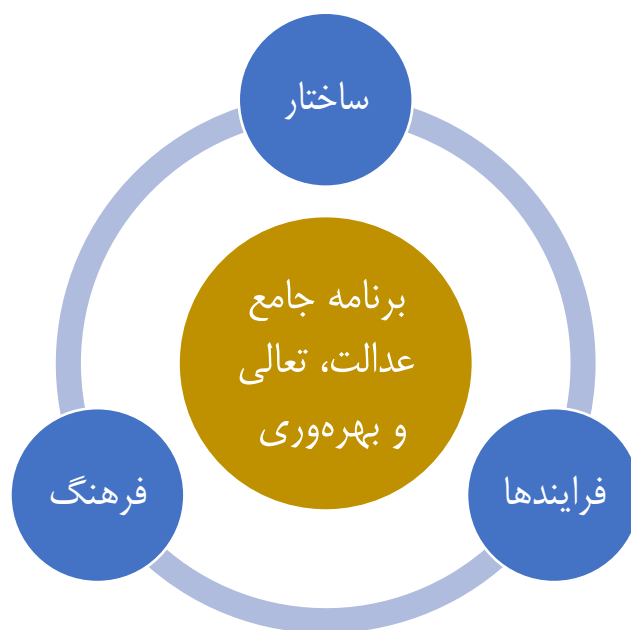 ساختار
برنامه جامع
عدالت، تعالی
و بهره‌وری
فرایندها
فرهنگ